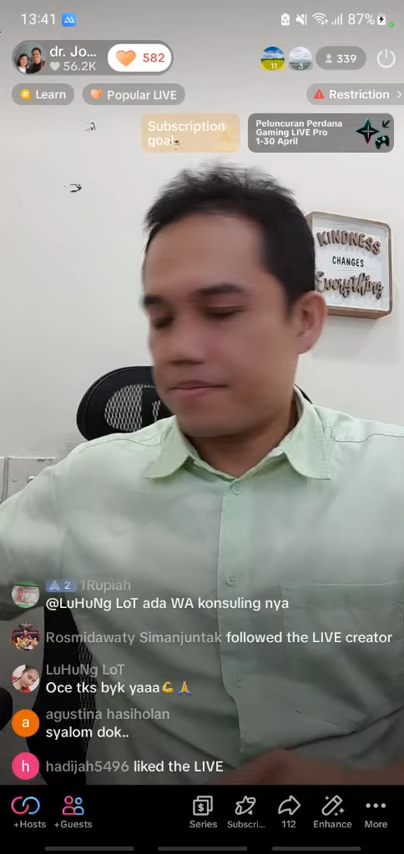 13:41
87%
dr. Jo...
56.2K
582
11
3
339
Learn
Popular LIVE
Restriction
Subscription
goal
Peluncuran Perdana
Gaming LIVE Pro
1-30 April
KINDNESS
CHANGES
Everything
2 1Rupiah
@LuHuNg LoT ada WA konsuling nya
Rosmidawaty Simanjuntak followed the LIVE creator
LuHuNg LoT
Oce tks byk yaaa💪🙏
a
agustina hasiholan
syalom dok..
h
hadijah5496 liked the LIVE
+Hosts
+Guests
Series
Subscri...
112
Enhance
More